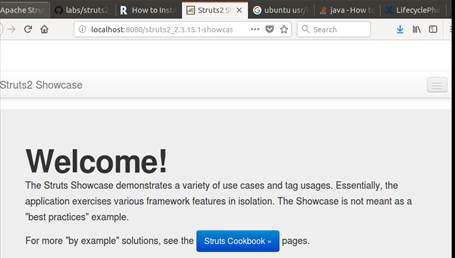 Apache Strut
labs/struts2
How to Insta
Struts2 Sh
ubuntu usr/l
java - How to
LifecyclePha
localhost:8080/struts2_2.3.15.1-showcas
Search
Struts2 Showcase
Welcome!
The Struts Showcase demonstrates a variety of use cases and tag usages. Essentially, the
application exercises various framework features in isolation. The Showcase is not meant as a
"best practices" example.
For more "by example" solutions, see the Struts Cookbook » pages.